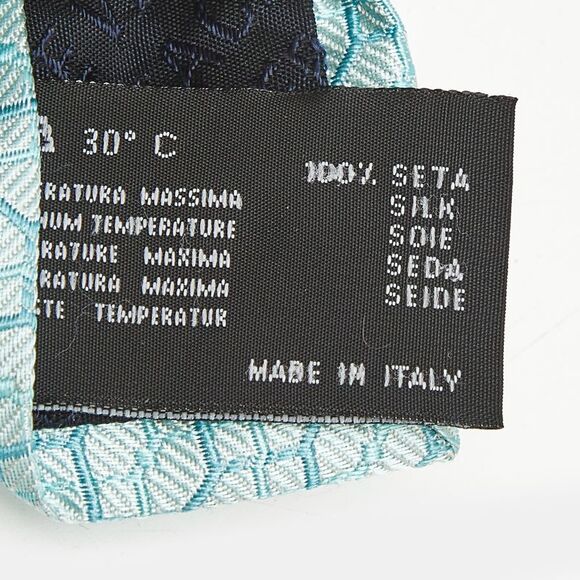 30° C
RATURA MASSIMA
UM TEMPERATURE
RATURE MAXIMA
RATURA MAXIMA
TE TEMPERATUR
100% SETA
SILK
SOIE
SEDA
SEIDE
MADE IN ITALY